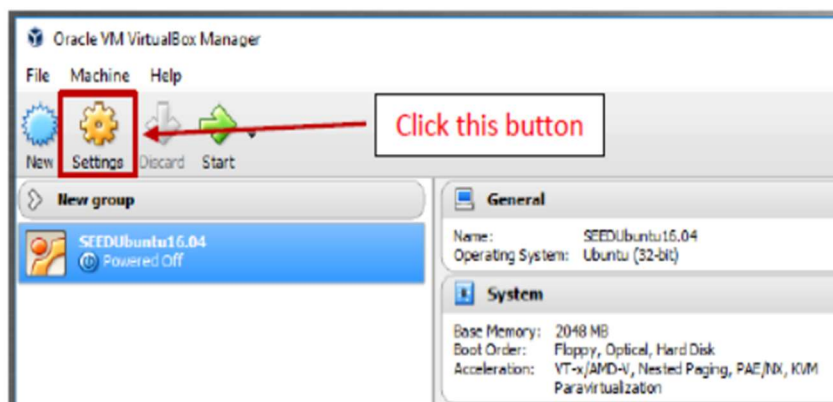 Oracle VM VirtualBox Manager
File Machine Help
Click this button
New Settings Discard Start
New group
SEEDUbuntu16.04
Powered Off
General
Name: SEEDUbuntu16.04
Operating System: Ubuntu (32-bit)
System
Base Memory: 2048 MB
Boot Order: Floppy, Optical, Hard Disk
Acceleration: VT-x/AMD-V, Nested Paging, PAE/NX, KVM
Paravirtualization